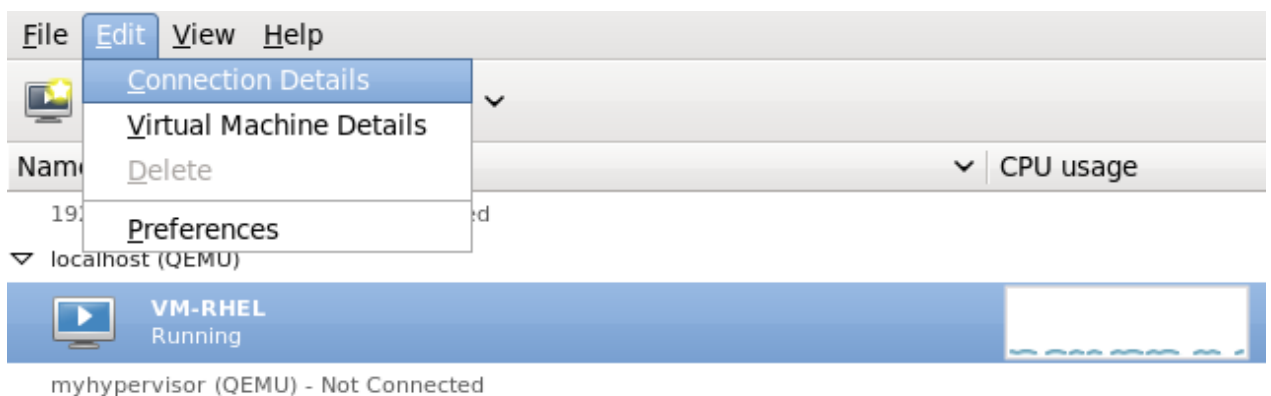 File Edit View Help
Connection Details
Virtual Machine Details
Delete
Preferences
CPU usage
localhost (QEMU)
VM-RHEL
Running
myhypervisor (QEMU) - Not Connected